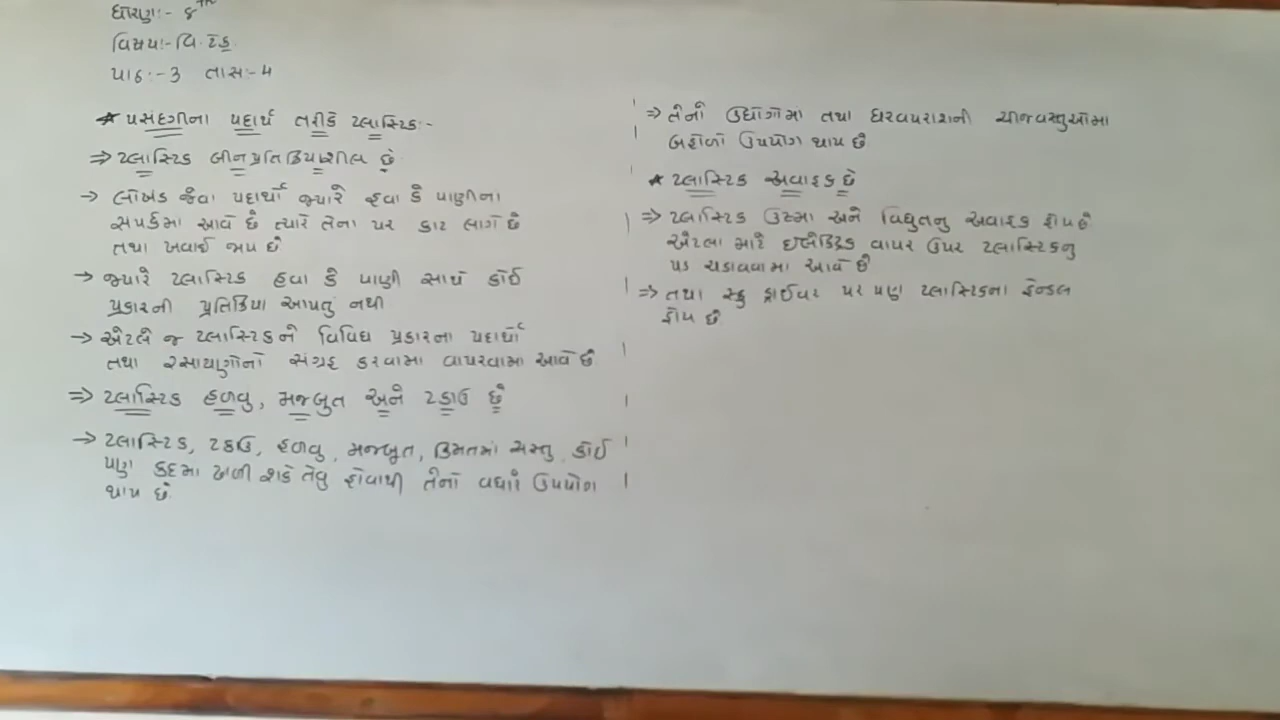 ધોરણ:- 8th
વિષય:- વિ.ટેક
પાઠ:- 3 તાસ:- 4
* પસંદગીના પદાર્થ તરીકે પ્લાસ્ટિક:-
⇒ પ્લાસ્ટિક બીનપ્રતિક્રિયાશીલ છે.
→ લોખંડ જેવા પદાર્થો જ્યારે હવા કે પાણીના
સંપર્કમા આવે છે ત્યારે તેના પર કાટ લાગે છે
તથા ખવાઈ જાય છે
→ જ્યારે પ્લાસ્ટિક હવા કે પાણી સાથે કોઈ
પ્રકારની પ્રતિક્રિયા આપતું નથી
→ એટલે જ પ્લાસ્ટિકને વિવિધ પ્રકારના પદાર્થો
તથા રસાયણોનો સંગ્રહ કરવામા વાપરવામા આવે છે
⇒ પ્લાસ્ટિક હળવુ, મજબુત અને ટકાઉ છે
→ પ્લાસ્ટિક, ટકાઉ, હળવુ, મજબૂત, કિંમતમાં સસ્તુ, કોઈ
પણ કદમા ઢાળી શકે તેવુ હોવાથી તેનો વધારે ઉપયોગ
થાય છે.
⇒ તેનો ઉદ્યોગોમાં તથા ઘરવપરાશની ચીજવસ્તુઓમા
બહોળો ઉપયોગ થાય છે
* પ્લાસ્ટિક અવાહક છે
⇒ પ્લાસ્ટિક ઉષ્મા અને વિદ્યુતનુ અવાહક હોય છે
એટલા માટે ઇલેક્ટ્રિક વાયર ઉપર પ્લાસ્ટિકનુ
પડ ચડાવવામા આવે છે
⇒ તથા સ્ક્રુ ડ્રાઈવર પર પણ પ્લાસ્ટિકના હેન્ડલ
હોય છે.